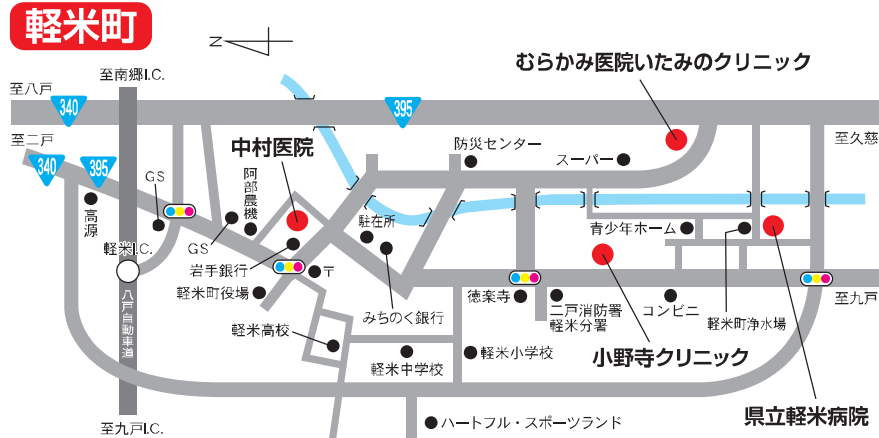 軽米町
N
至南郷I.C.
至八戸
340
395
むらかみ医院いたみのクリニック
至二戸
340
395
中村医院
防災センター
スーパー
至久慈
GS
高源
阿部農機
GS
駐在所
青少年ホーム
軽米I.C.
岩手銀行
〒
軽米町役場
みちのく銀行
徳楽寺
二戸消防署
軽米分署
コンビニ
軽米町浄水場
至九戸
八戸自動車道
軽米高校
軽米中学校
軽米小学校
小野寺クリニック
県立軽米病院
至九戸I.C.
ハートフル・スポーツランド